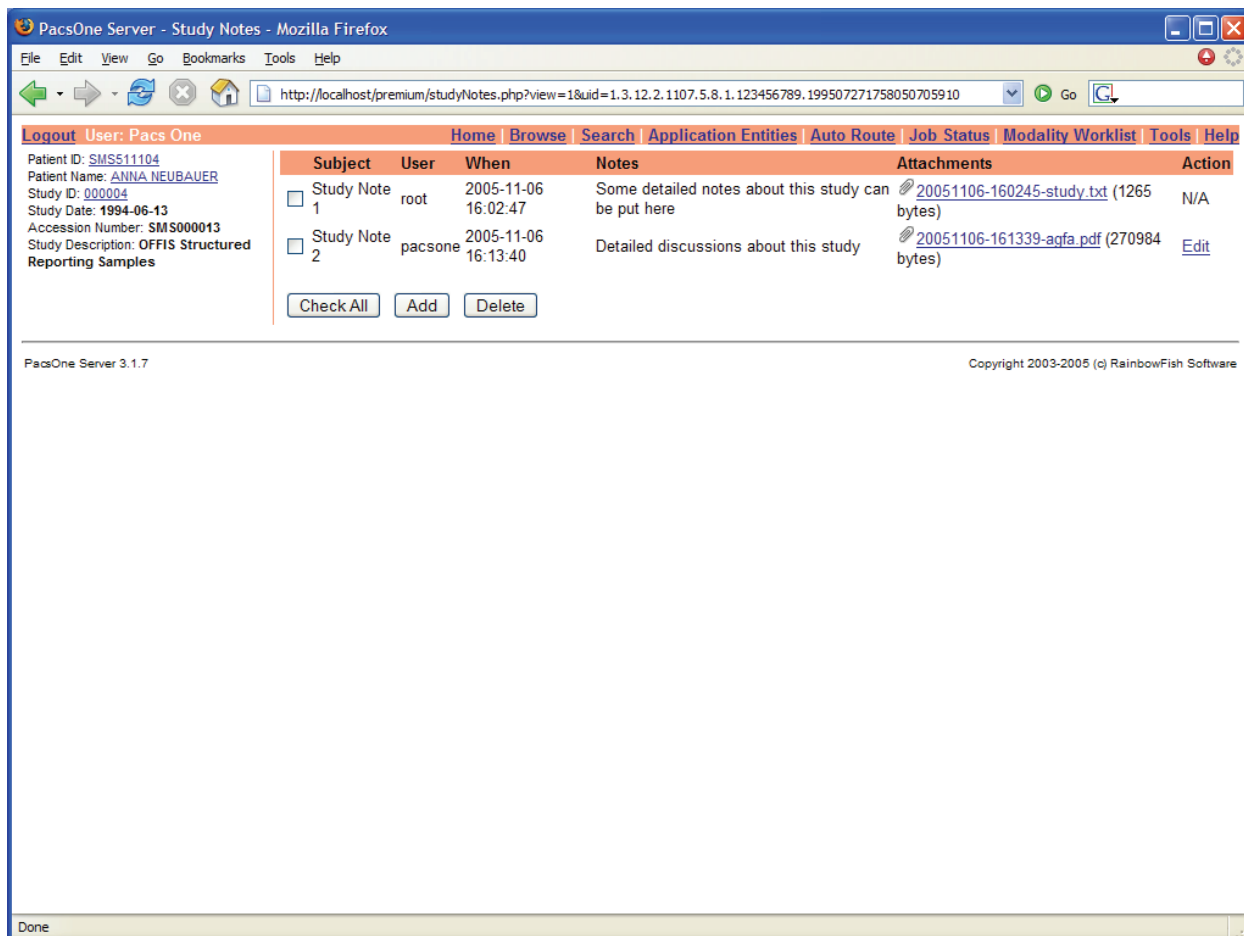 PacsOne Server - Study Notes - Mozilla Firefox
File Edit View Go Bookmarks Tools Help
http://localhost/premium/studyNotes.php?view=1&uid=1.3.12.2.1107.5.8.1.123456789.199507271758050705910 Go G
Logout User: Pacs One Home | Browse | Search | Application Entities | Auto Route | Job Status | Modality Worklist | Tools | Help
Patient ID: SMS511104
Patient Name: ANNA NEUBAUER
Study ID: 000004
Study Date: 1994-06-13
Accession Number: SMS000013
Study Description: OFFIS Structured
Reporting Samples
Subject User When Notes Attachments Action
Study Note 1 root 2005-11-06 16:02:47 Some detailed notes about this study can be put here 20051106-160245-study.txt (1265 bytes) N/A
Study Note 2 pacsone 2005-11-06 16:13:40 Detailed discussions about this study 20051106-161339-agfa.pdf (270984 bytes) Edit
Check All Add Delete
PacsOne Server 3.1.7 Copyright 2003-2005 (c) RainbowFish Software
Done